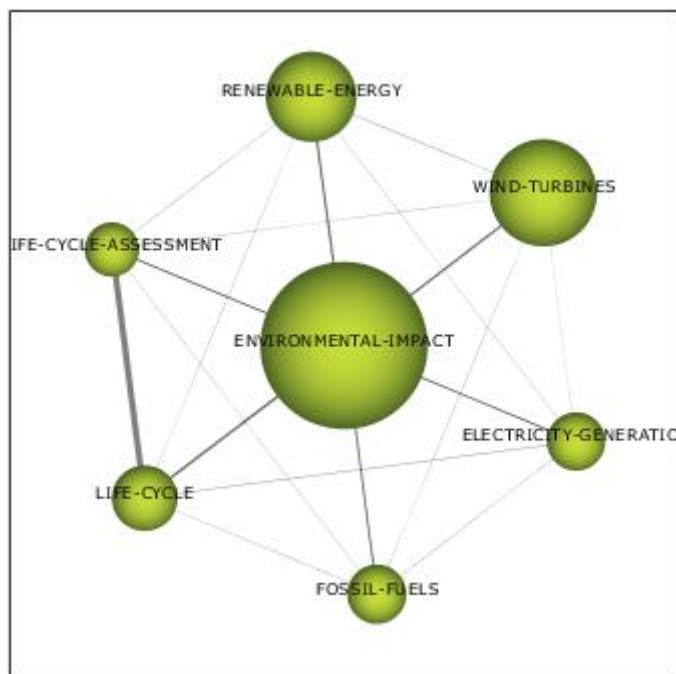 RENEWABLE-ENERGY
WIND-TURBINES
IFE-CYCLE-ASSESSMENT
ENVIRONMENTAL-IMPACT
ELECTRICITY-GENERATIO
LIFE-CYCLE
FOSSIL-FUELS